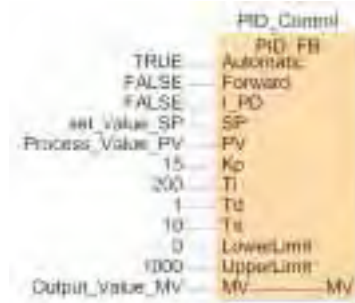 PID_Control
PID_FB
TRUE Automatic
FALSE Forward
FALSE I_PD
set_value_SP SP
Process_Value_PV PV
15 Kp
200 Ti
1 Td
10 Ts
0 LowerLimit
1000 UpperLimit
Output_Value_MV MV MV